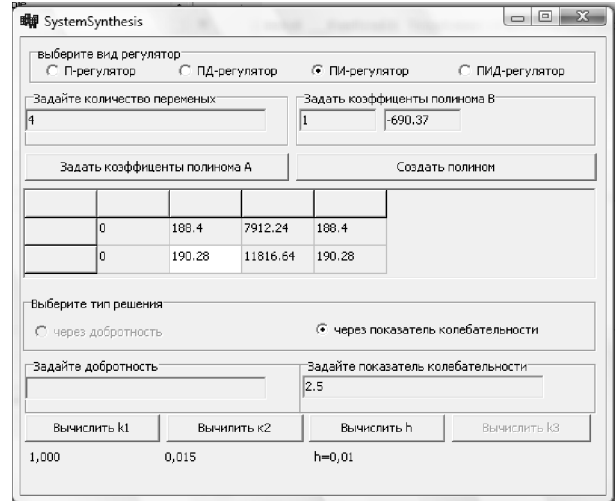 SystemSynthesis
выберите вид регулятор
П-регулятор ПД-регулятор ПИ-регулятор ПИД-регулятор
Задайте количество переменых Задать коэффиценты полинома В
4 1 -690.37
Задать коэффиценты полинома А Создать полином
0 188.4 7912.24 188.4
0 190.28 11816.64 190.28
Выберите тип решения
через добротность через показатель колебательности
Задайте добротность Задайте показатель колебательности
2.5
Вычислить k1 Вычилить к2 Вычислить h Вычислить k3
1,000 0,015 h=0,01